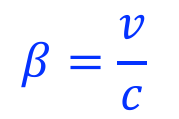 β = v/c